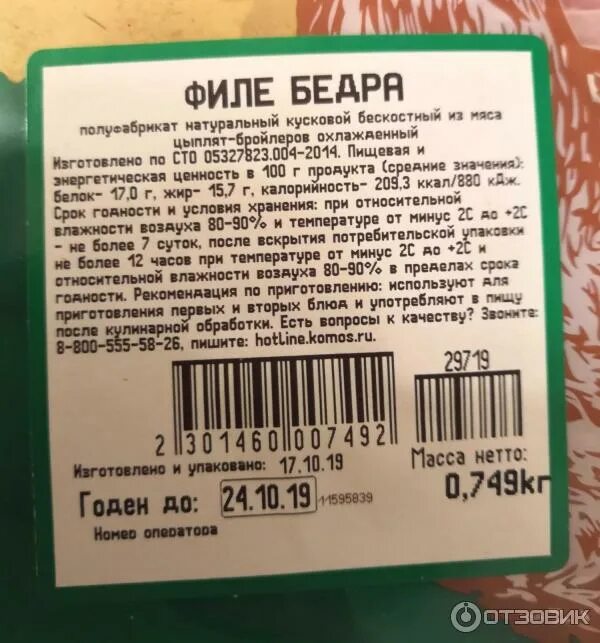 ФИЛЕ БЕДРА
полуфабрикат натуральный кусковой бескостный из мяса
цыплят-бройлеров охлажденный
Изготовлено по СТО 05327823.004-2014. Пищевая и
энергетическая ценность в 100 г продукта (средние значения):
белок- 17,0 г, жир- 15,7 г, калорийность- 209,3 ккал/880 кДж.
Срок годности и условия хранения: при относительной
влажности воздуха 80-90% и температуре от минус 2С до +2С
- не более 7 суток, после вскрытия потребительской упаковки
не более 12 часов при температуре от минус 2С до +2С и
относительной влажности воздуха 80-90% в пределах срока
годности. Рекомендация по приготовлению: используют для
приготовления первых и вторых блюд и употребляют в пищу
после кулинарной обработки. Есть вопросы к качеству? Звоните:
8-800-555-58-26, пишите: hotline.komos.ru.
29719
2 301460 007492
Изготовлено и упаковано: 17.10.19
Масса нетто:
0,749кг
Годен до: 24.10.19 11595839
Номер оператора
ОТЗОВИК